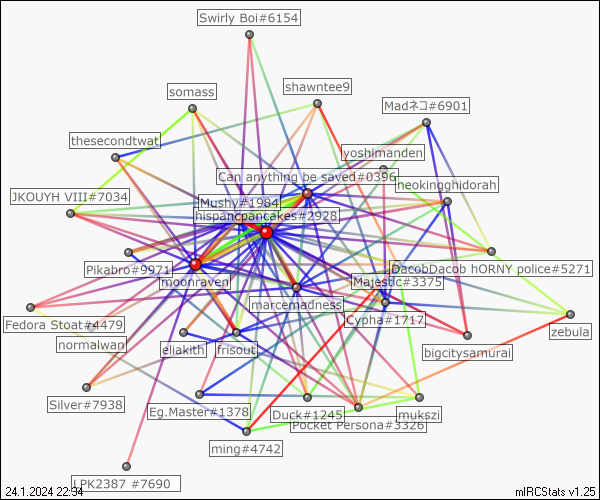 Swirly Boi#6154
shawntee9
somass
Madネコ#6901
thesecondtwat
yoshimanden
Can anything be saved#0396
heokingghidorah
JKOUYH VIII#7034
Mushy#1984
hispancpancakes#2928
Pikabro#9971
DacobDacob hORNY police#5271
moonraven
Majestic#3375
marcemadness
Fedora Stoat#4479
Cypha#1717
zebula
normalwan
eliakith
frisout
bigcitysamurai
Silver#7938
Eg.Master#1378
Duck#1245
mukszi
Pocket Persona#3326
ming#4742
LPK2387 #7690
24.1.2024 22:34
mIRCStats v1.25